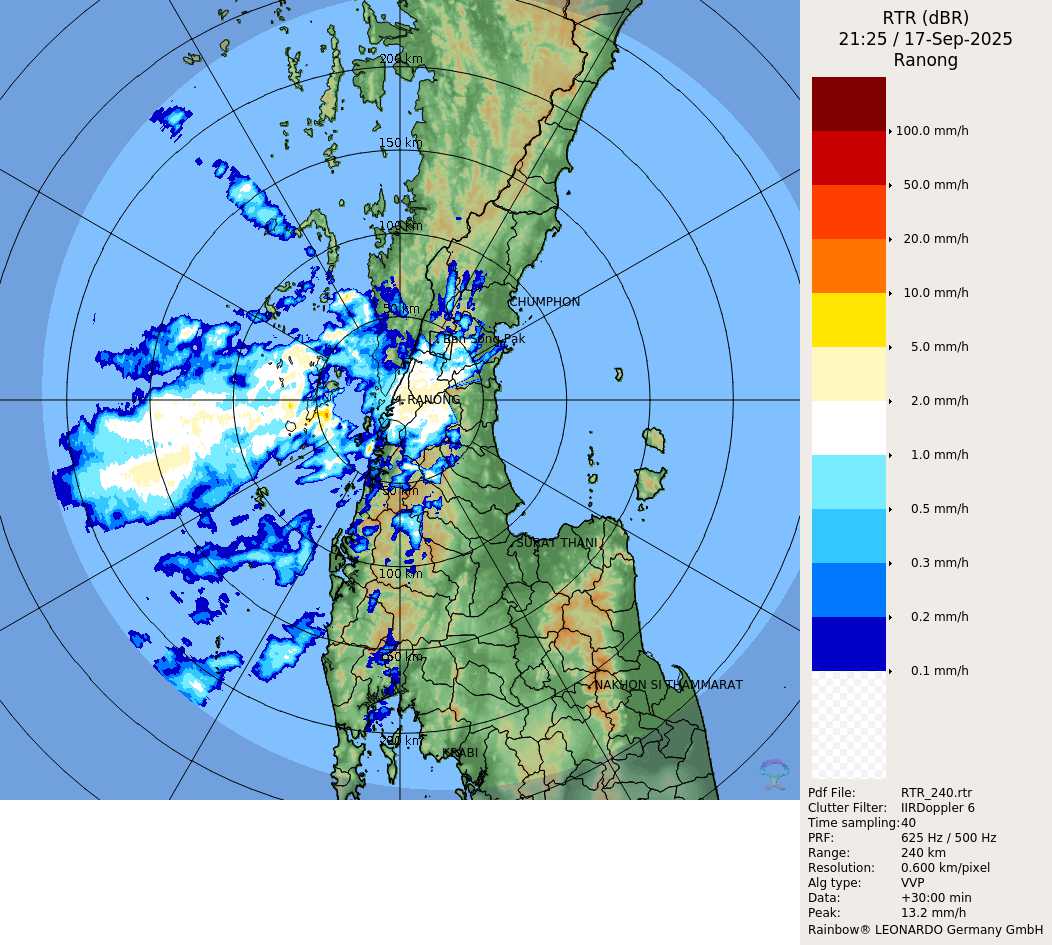 RTR (dBR)
21:25 / 17-Sep-2025
Ranong
200 km
150 km
100 km
50 km
CHUMPHON
Ban Song Pak
RANONG
50 km
SURAT THANI
100 km
150 km
NAKHON SI THAMMARAT
200 km
KRABI
100.0 mm/h
50.0 mm/h
20.0 mm/h
10.0 mm/h
5.0 mm/h
2.0 mm/h
1.0 mm/h
0.5 mm/h
0.3 mm/h
0.2 mm/h
0.1 mm/h
Pdf File: RTR_240.rtr
Clutter Filter: IIRDoppler 6
Time sampling:40
PRF: 625 Hz / 500 Hz
Range: 240 km
Resolution: 0.600 km/pixel
Alg type: VVP
Data: +30:00 min
Peak: 13.2 mm/h
Rainbow® LEONARDO Germany GmbH